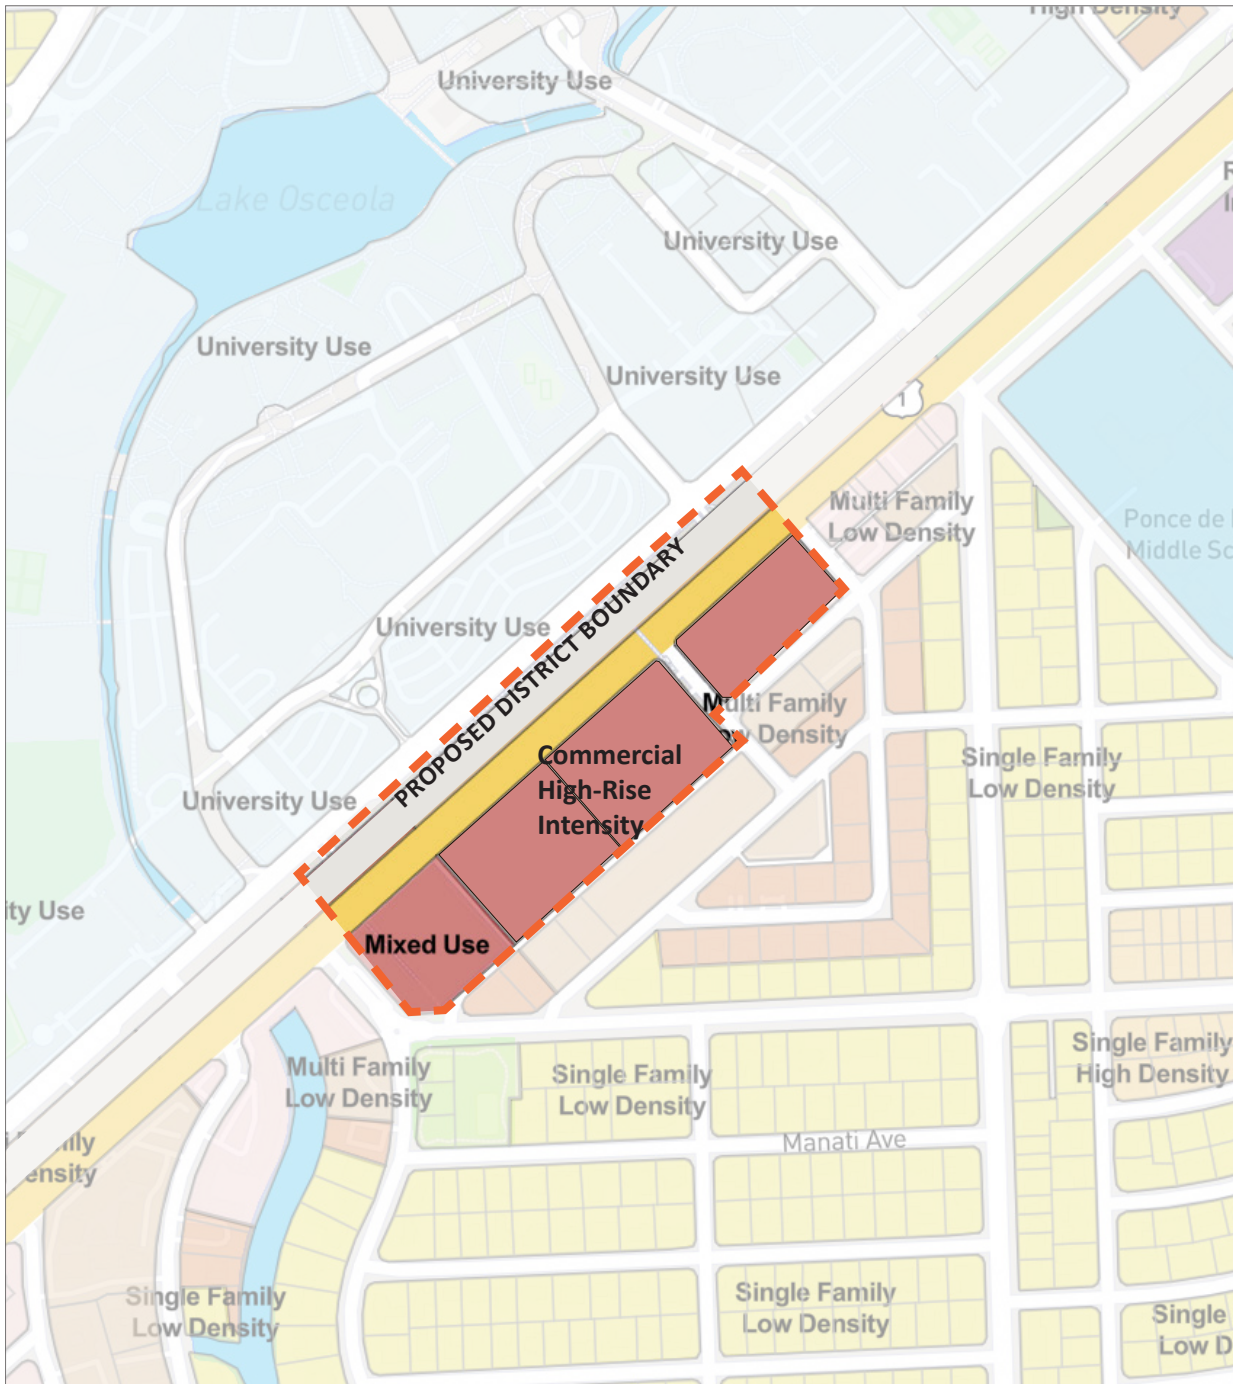 High Density
University Use
Lake Osceola
University Use
University Use
University Use
1
Multi Family
Low Density
Ponce de
Middle Sc
PROPOSED DISTRICT BOUNDARY
University Use
Multi Family
Low Density
Commercial
High-Rise
Intensity
Single Family
Low Density
University Use
ity Use
Mixed Use
Multi Family
Low Density
Single Family
Low Density
Single Family
High Density
Manati Ave
ensity
Single Family
Low Density
Single Family
Low Density
Single
Low D